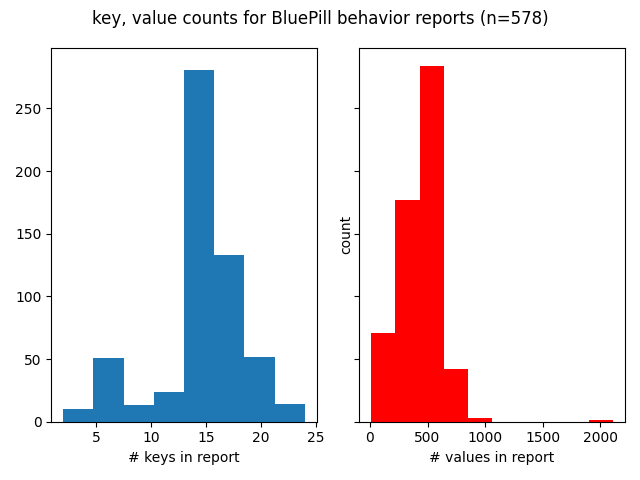 key, value counts for BluePill behavior reports (n=578)
250
200
150
100
50
0
5 10 15 20 25
# keys in report
count
0 500 1000 1500 2000
# values in report